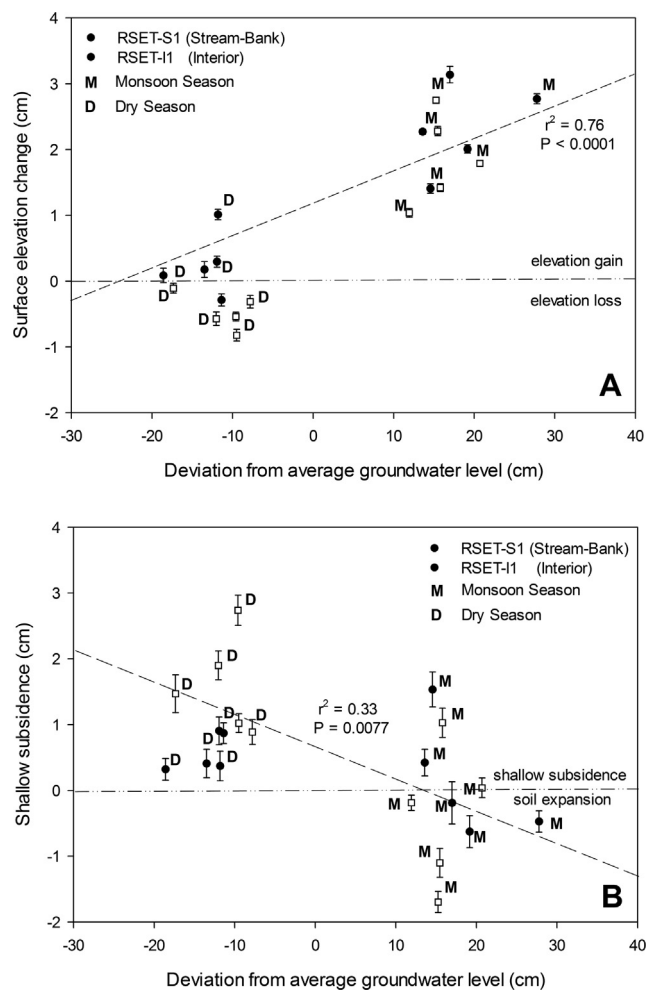 4
3
2
1
0
-1
-2
Surface elevation change (cm)
RSET-S1 (Stream-Bank)
RSET-I1 (Interior)
M Monsoon Season
D Dry Season
M
M
M
M
M
M
r² = 0.76
P < 0.0001
D
D
D
D
D
D
D
elevation gain
elevation loss
A
-30
-20
-10
0
10
20
30
40
Deviation from average groundwater level (cm)
4
3
2
1
0
-1
-2
Shallow subsidence (cm)
RSET-S1 (Stream-Bank)
RSET-I1 (Interior)
M Monsoon Season
D Dry Season
D
D
D
D
D
D
D
D
r² = 0.33
P = 0.0077
M
M
M
M
M
M
M
M
M
M
shallow subsidence
soil expansion
B
-30
-20
-10
0
10
20
30
40
Deviation from average groundwater level (cm)